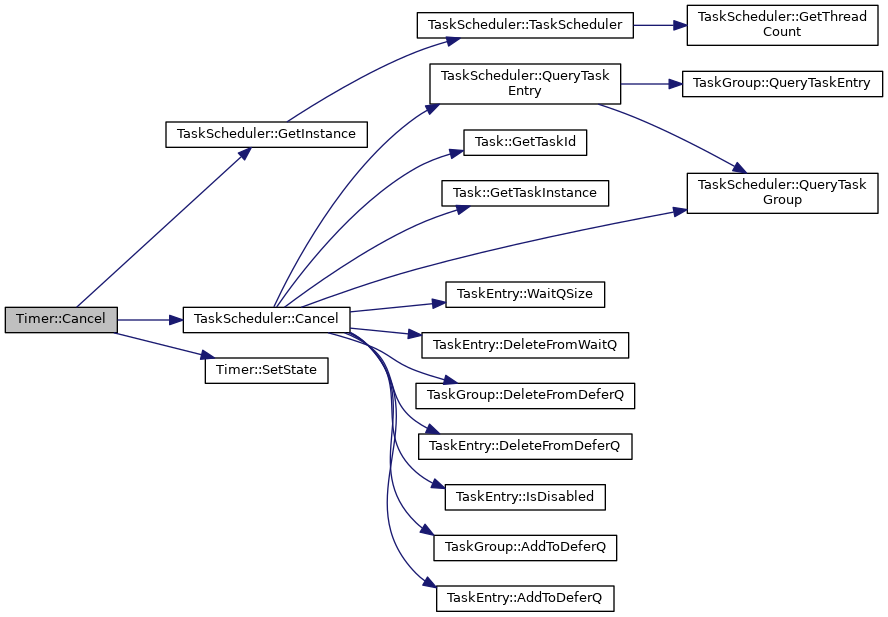 TaskScheduler::TaskScheduler
TaskScheduler::GetThread
Count
TaskScheduler::QueryTask
Entry
TaskGroup::QueryTaskEntry
TaskScheduler::GetInstance
Task::GetTaskId
Task::GetTaskInstance
TaskScheduler::QueryTask
Group
TaskEntry::WaitQSize
Timer::Cancel
TaskScheduler::Cancel
TaskEntry::DeleteFromWaitQ
Timer::SetState
TaskGroup::DeleteFromDeferQ
TaskEntry::DeleteFromDeferQ
TaskEntry::IsDisabled
TaskGroup::AddToDeferQ
TaskEntry::AddToDeferQ